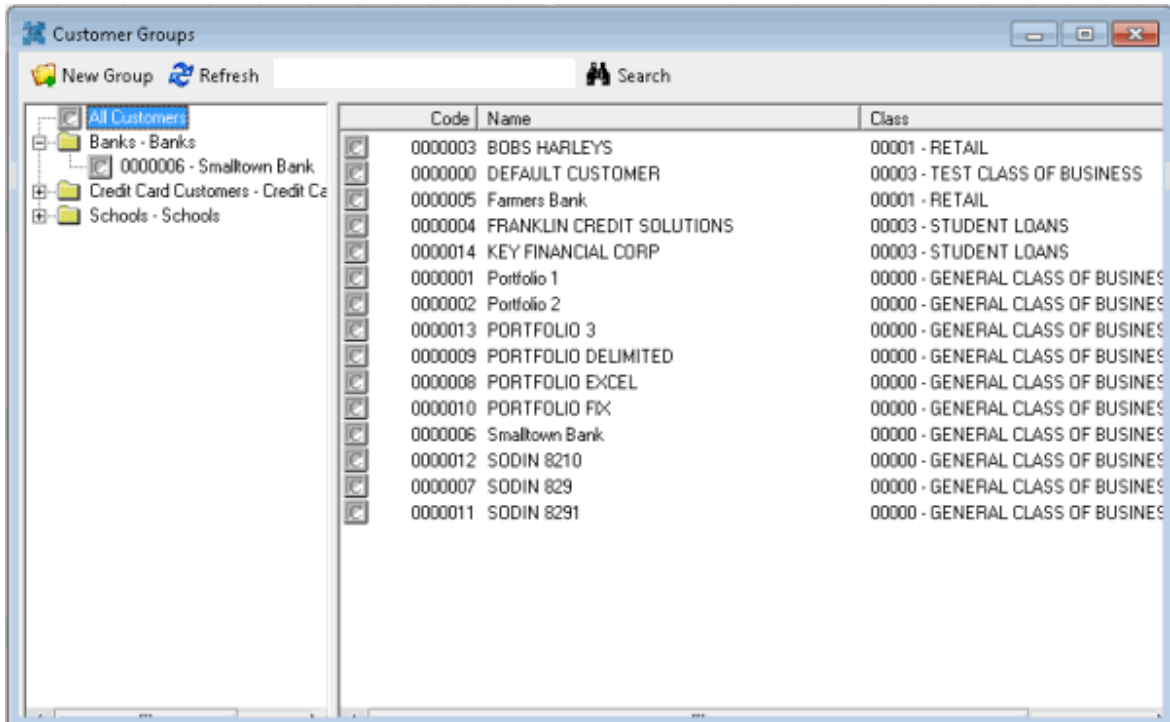 Customer Groups
New Group Refresh Search
All Customers
Banks - Banks
0000006 - Smalltown Bank
Credit Card Customers - Credit Ca
Schools - Schools
Code Name Class
0000003 BOBS HARLEYS 00001 - RETAIL
0000000 DEFAULT CUSTOMER 00003 - TEST CLASS OF BUSINESS
0000005 Farmers Bank 00001 - RETAIL
0000004 FRANKLIN CREDIT SOLUTIONS 00003 - STUDENT LOANS
0000014 KEY FINANCIAL CORP 00003 - STUDENT LOANS
0000001 Portfolio 1 00000 - GENERAL CLASS OF BUSINES
0000002 Portfolio 2 00000 - GENERAL CLASS OF BUSINES
0000013 PORTFOLIO 3 00000 - GENERAL CLASS OF BUSINES
0000009 PORTFOLIO DELIMITED 00000 - GENERAL CLASS OF BUSINES
0000008 PORTFOLIO EXCEL 00000 - GENERAL CLASS OF BUSINES
0000010 PORTFOLIO FIX 00000 - GENERAL CLASS OF BUSINES
0000006 Smalltown Bank 00000 - GENERAL CLASS OF BUSINES
0000012 SODIN 8210 00000 - GENERAL CLASS OF BUSINES
0000007 SODIN 829 00000 - GENERAL CLASS OF BUSINES
0000011 SODIN 8291 00000 - GENERAL CLASS OF BUSINES